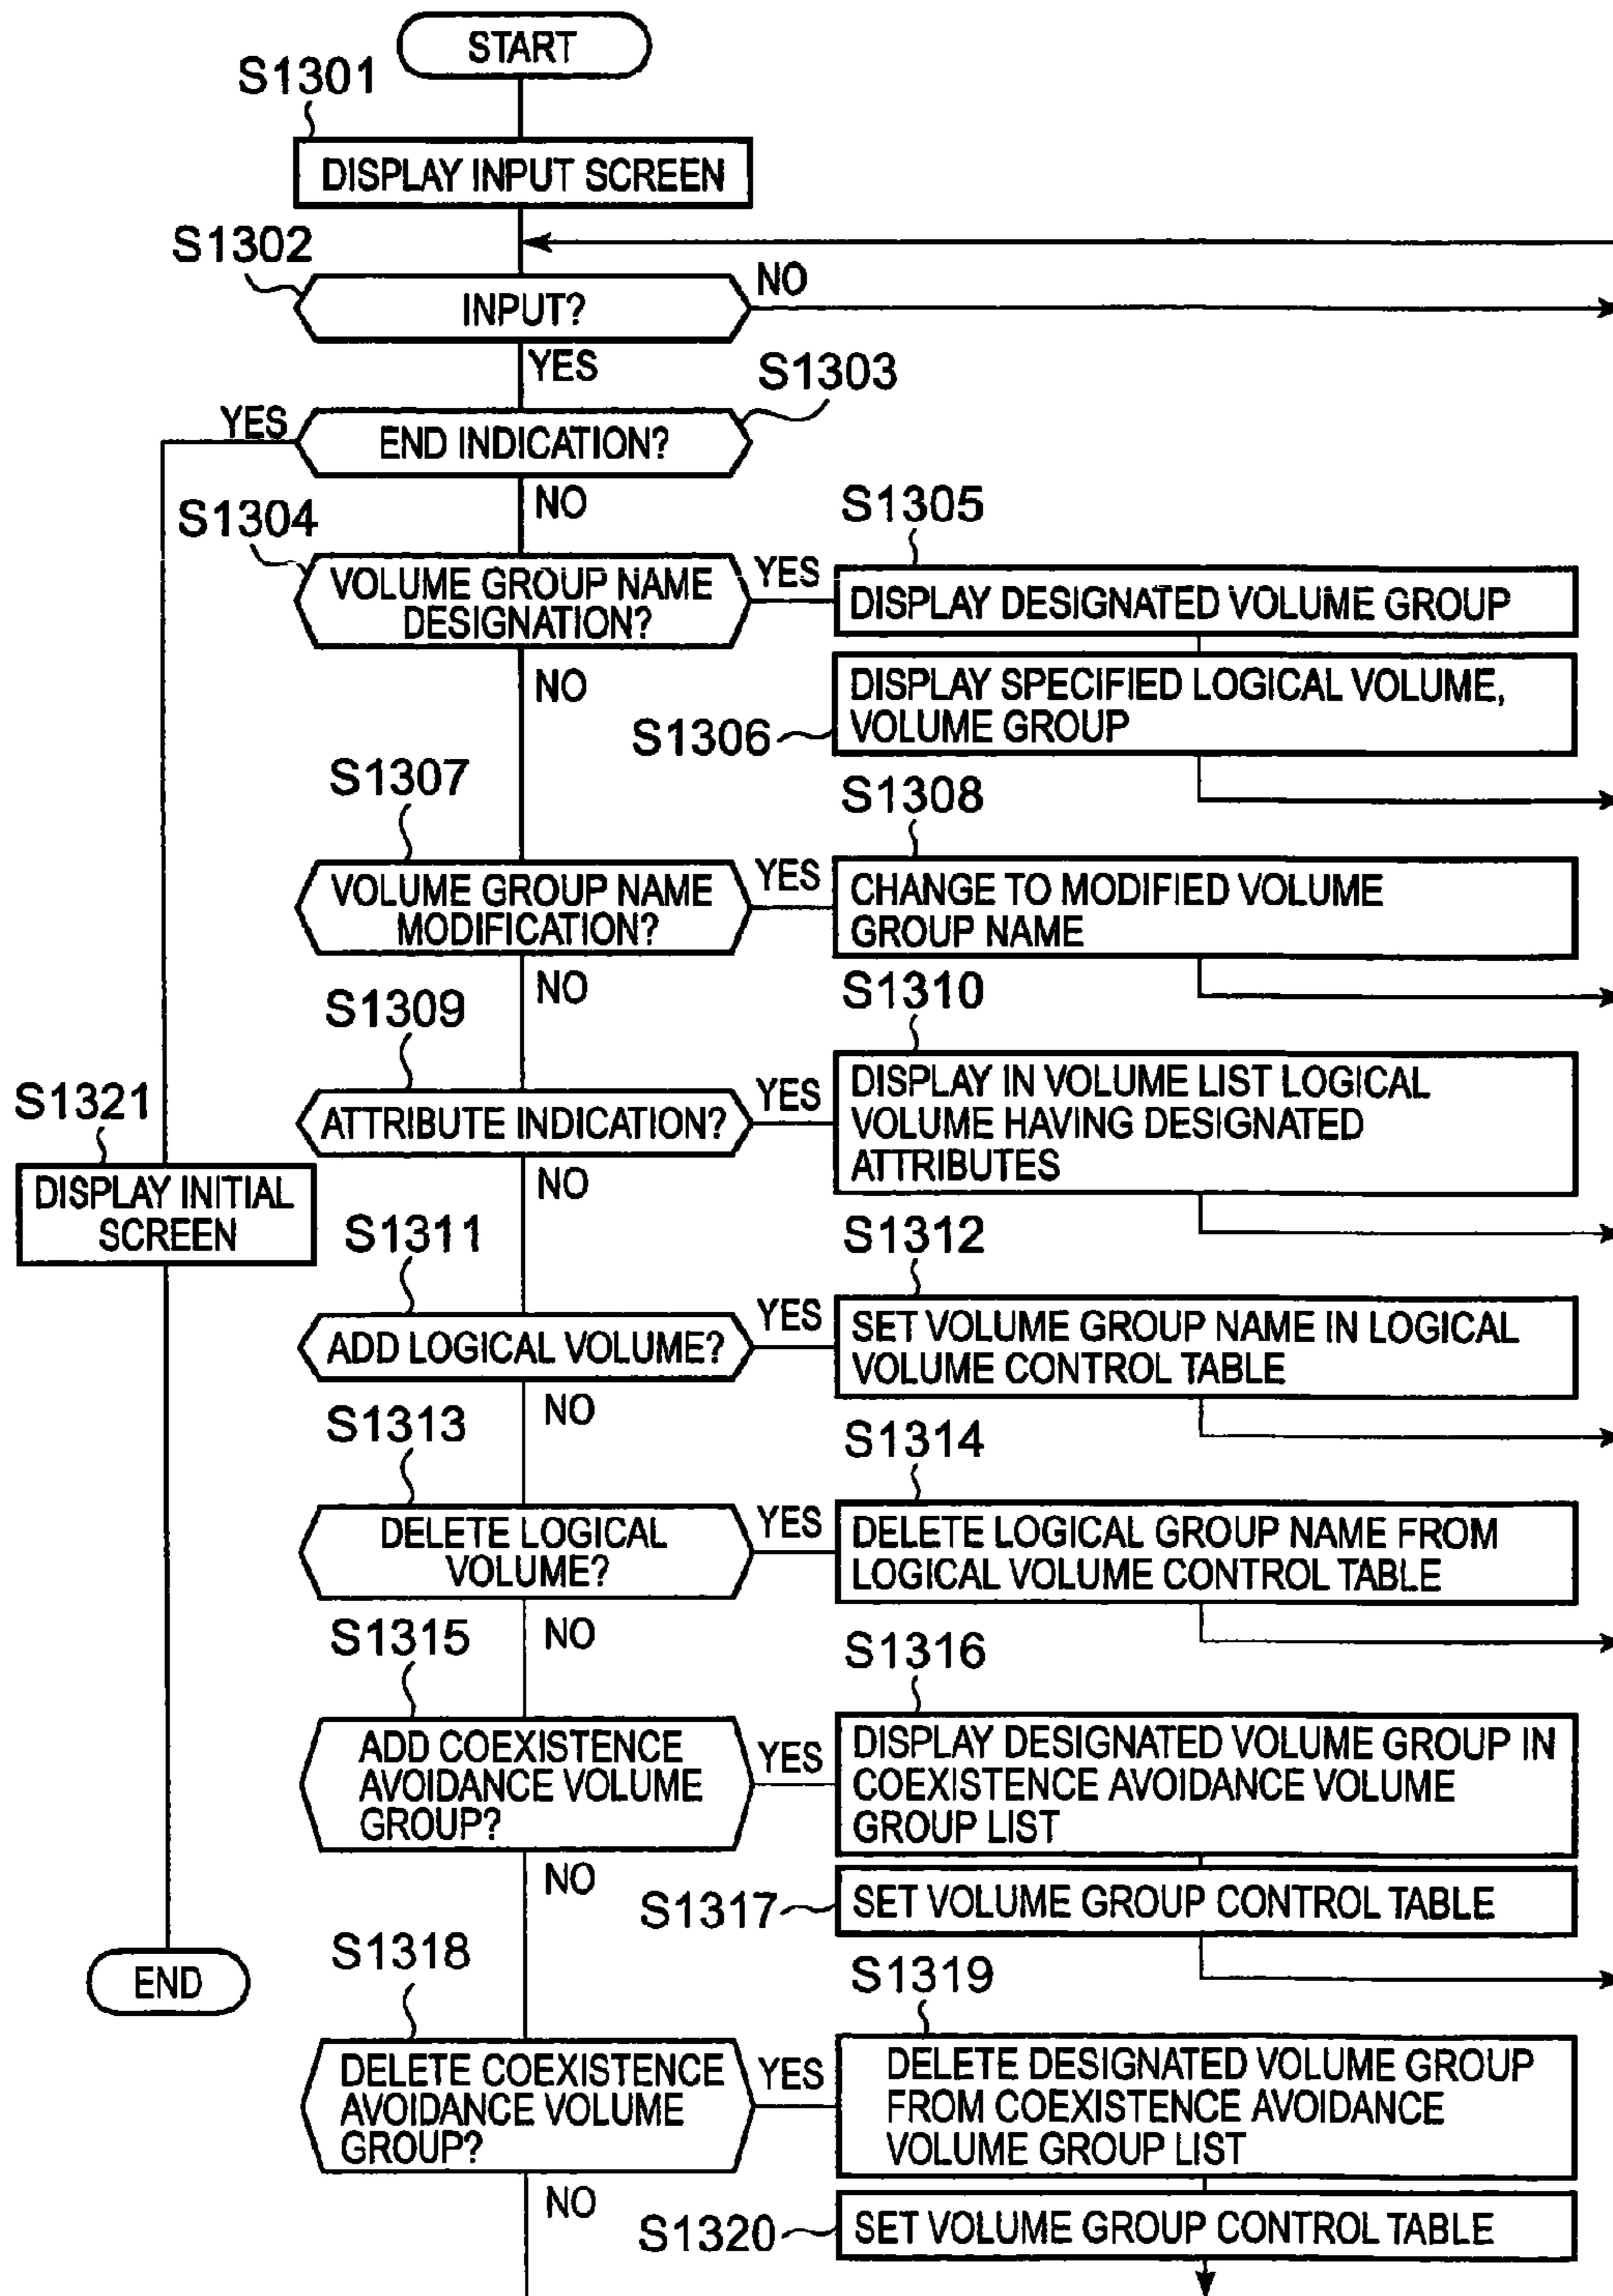 START
S1301
DISPLAY INPUT SCREEN
S1302
INPUT?
NO
YES
S1303
YES
END INDICATION?
NO
S1304
VOLUME GROUP NAME
DESIGNATION?
YES
S1305
DISPLAY DESIGNATED VOLUME GROUP
DISPLAY SPECIFIED LOGICAL VOLUME,
VOLUME GROUP
S1306
NO
S1307
VOLUME GROUP NAME
MODIFICATION?
YES
S1308
CHANGE TO MODIFIED VOLUME
GROUP NAME
NO
S1309
ATTRIBUTE INDICATION?
YES
S1310
DISPLAY IN VOLUME LIST LOGICAL
VOLUME HAVING DESIGNATED
ATTRIBUTES
NO
S1321
DISPLAY INITIAL
SCREEN
S1311
ADD LOGICAL VOLUME?
YES
S1312
SET VOLUME GROUP NAME IN LOGICAL
VOLUME CONTROL TABLE
NO
S1313
DELETE LOGICAL
VOLUME?
YES
S1314
DELETE LOGICAL GROUP NAME FROM
LOGICAL VOLUME CONTROL TABLE
NO
S1315
ADD COEXISTENCE
AVOIDANCE VOLUME
GROUP?
YES
S1316
DISPLAY DESIGNATED VOLUME GROUP IN
COEXISTENCE AVOIDANCE VOLUME
GROUP LIST
NO
S1317
SET VOLUME GROUP CONTROL TABLE
END
S1318
DELETE COEXISTENCE
AVOIDANCE VOLUME
GROUP?
YES
S1319
DELETE DESIGNATED VOLUME GROUP
FROM COEXISTENCE AVOIDANCE
VOLUME GROUP LIST
NO
S1320
SET VOLUME GROUP CONTROL TABLE